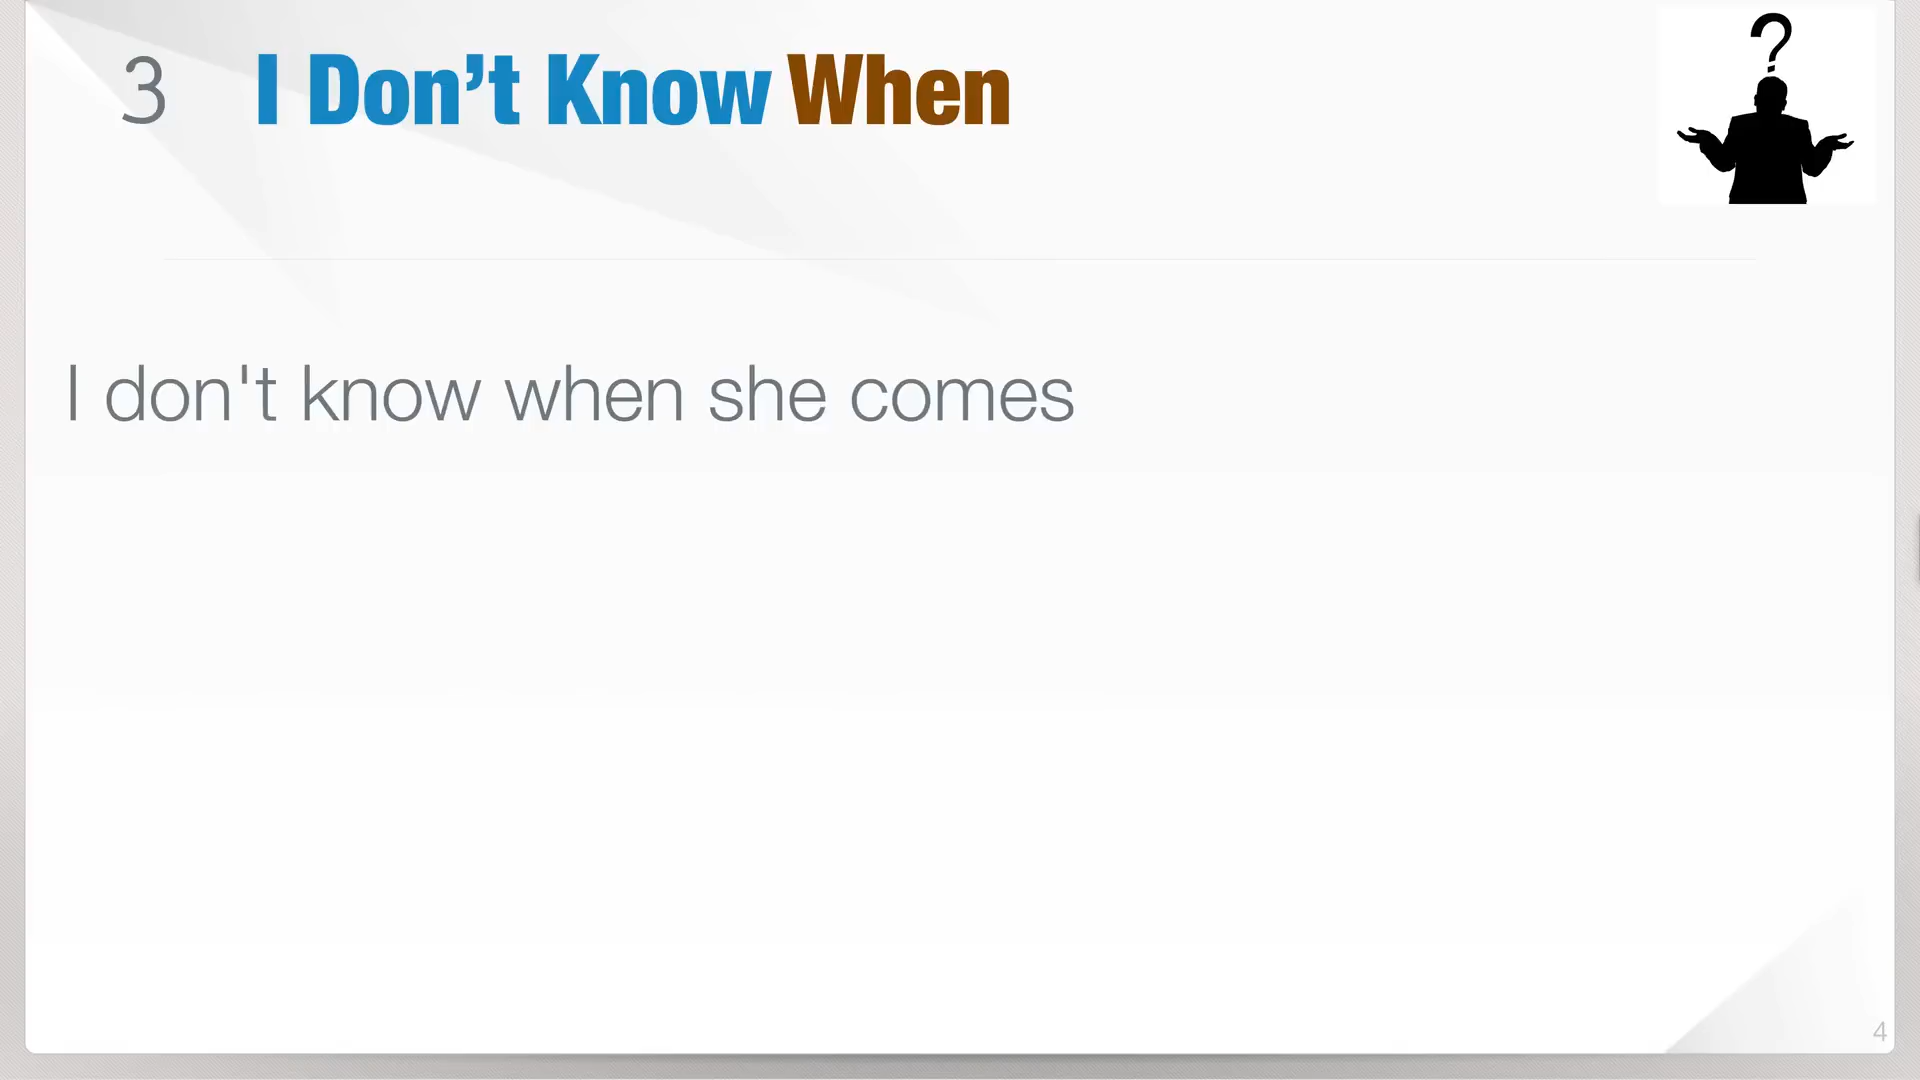 3 I Don’t Know When
?
I don't know when she comes
4